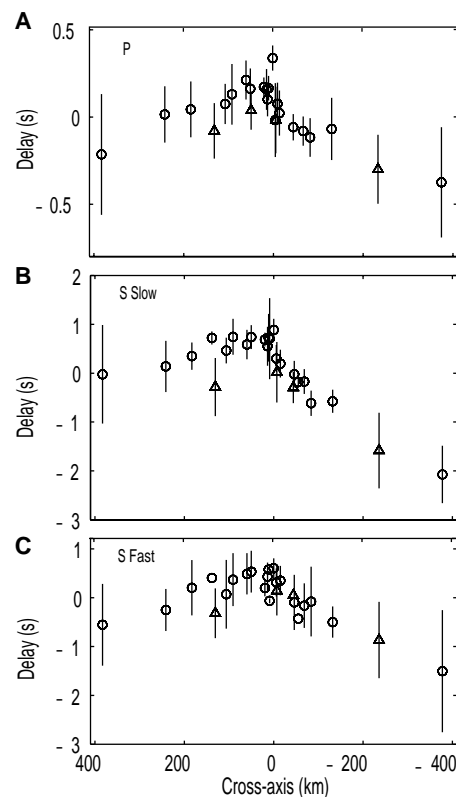 A
P
0.5
0
− 0.5
Delay (s)
B
S Slow
2
1
0
− 1
− 2
− 3
Delay (s)
C
S Fast
1
0
− 1
− 2
− 3
Delay (s)
400 200 0 − 200 − 400
Cross-axis (km)